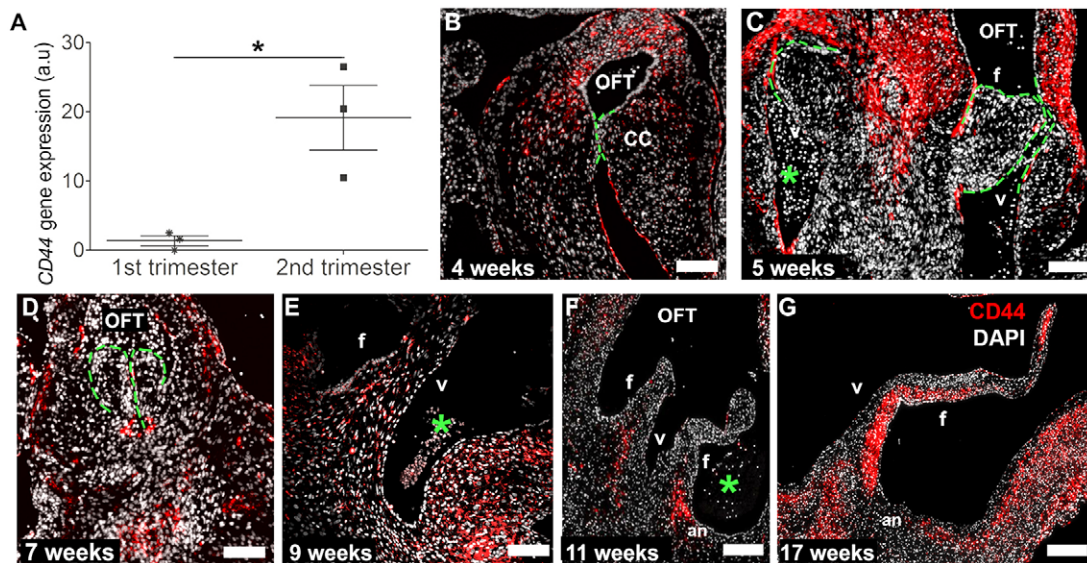 A
CD44 gene expression (a.u)
30
20
10
0
*
1st trimester
2nd trimester
B
OFT
CC
4 weeks
C
OFT
f
v
*
v
5 weeks
D
OFT
7 weeks
E
f
v
*
9 weeks
F
OFT
f
v
f
*
an
11 weeks
G
CD44
DAPI
v
f
an
17 weeks